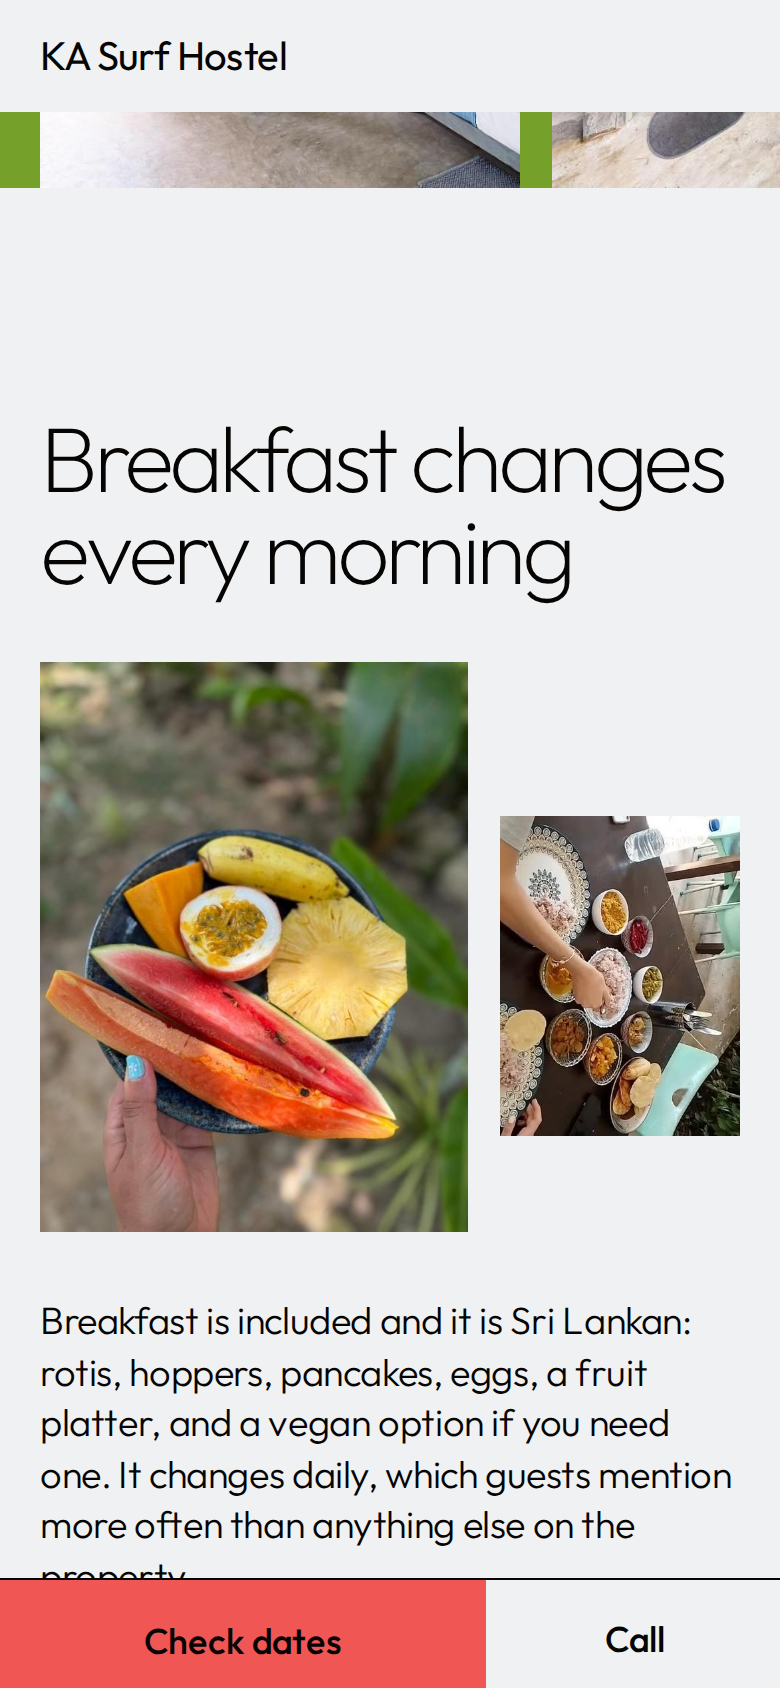 KA Surf Hostel
Breakfast changes
every morning
Breakfast is included and it is Sri Lankan:
rotis, hoppers, pancakes, eggs, a fruit
platter, and a vegan option if you need
one. It changes daily, which guests mention
more often than anything else on the
property.
Check dates
Call